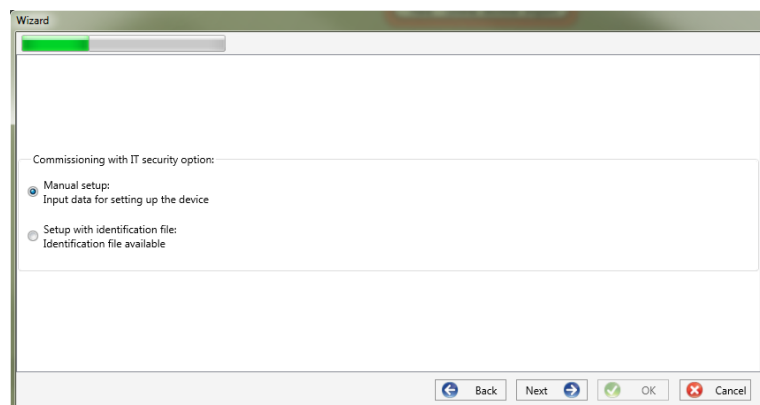 Wizard
Commissioning with IT security option:
Manual setup:
Input data for setting up the device
Setup with identification file:
Identification file available
Back Next OK Cancel